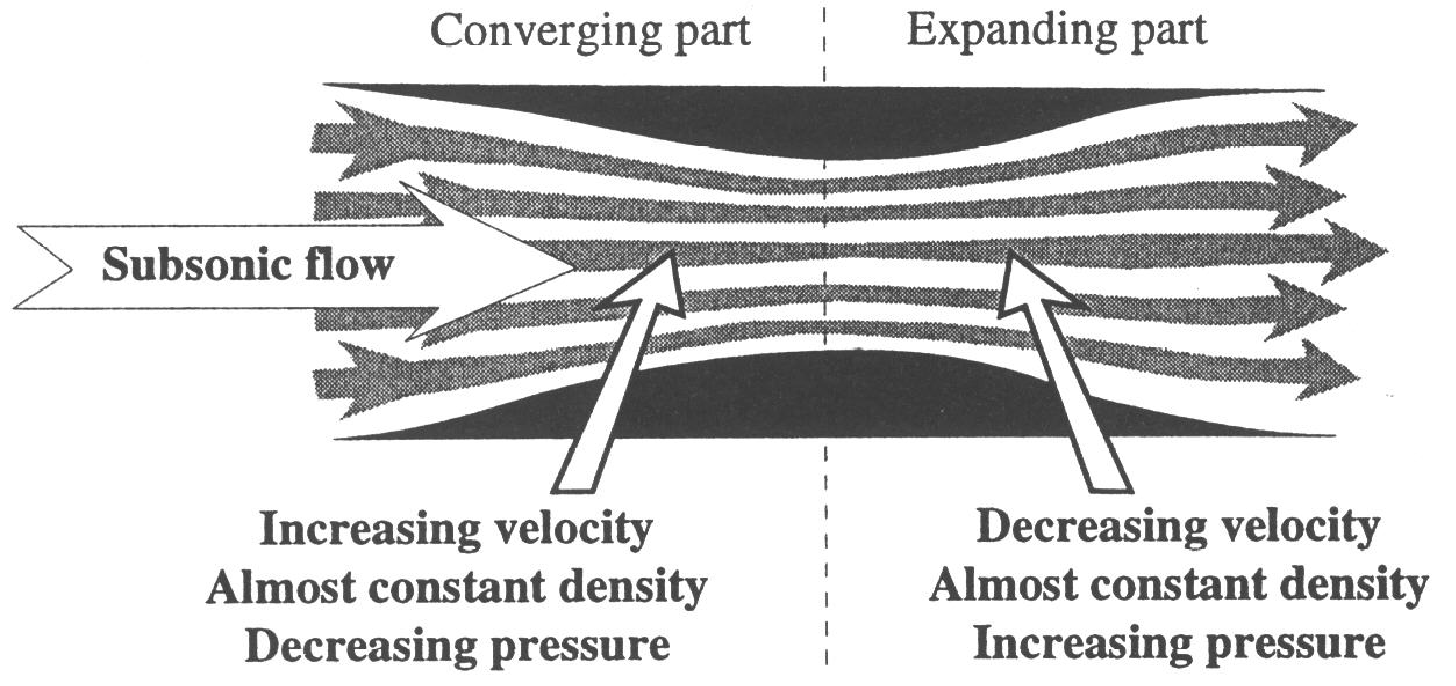 Converging part
Expanding part
Subsonic flow
Increasing velocity
Almost constant density
Decreasing pressure
Decreasing velocity
Almost constant density
Increasing pressure